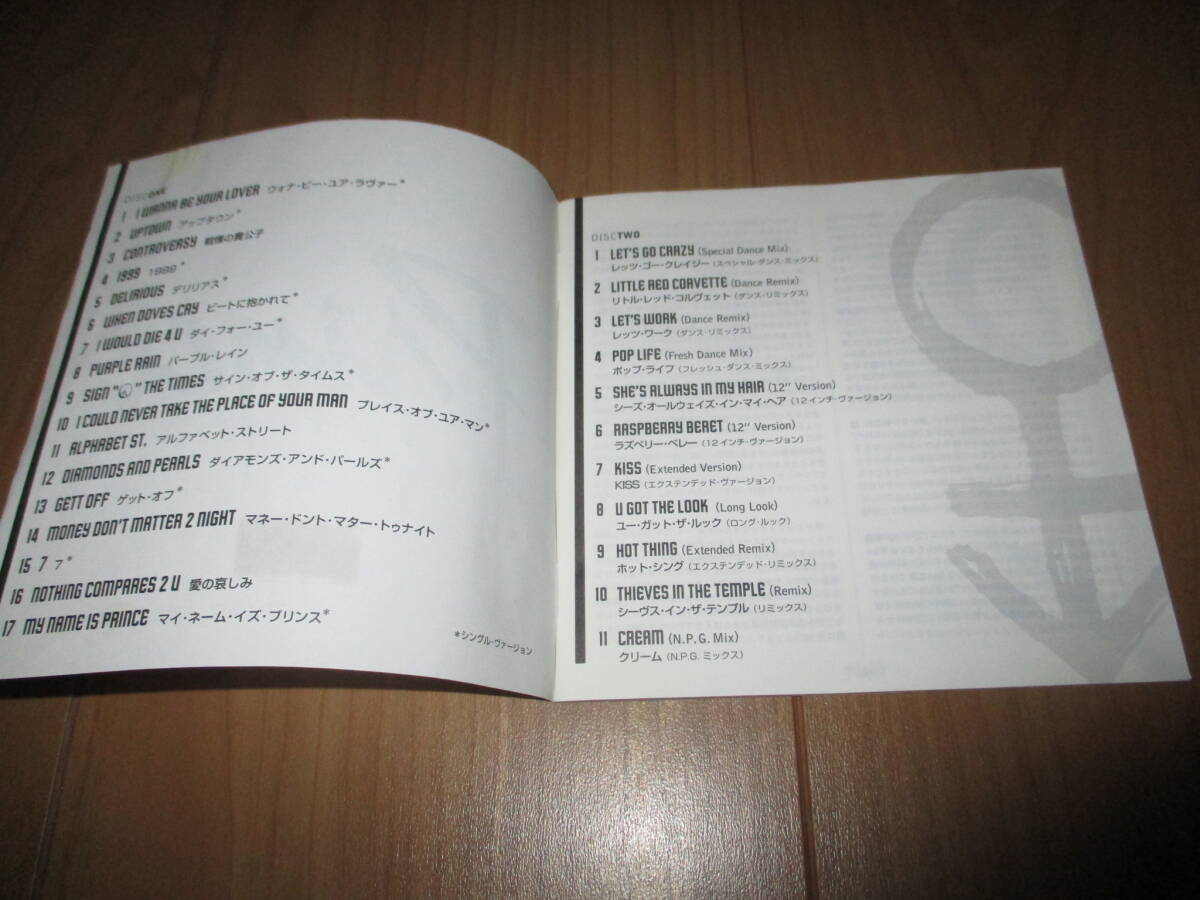 DISCONE
1 I WANNA BE YOUR LOVER ウォナ・ビー・ユア・ラヴァー*
2 UPTOWN アップタウン*
3 CONTROVERSY 戦慄の貴公子
4 1999 1999*
5 DELIRIOUS デリリアス*
6 WHEN DOVES CRY ビートに抱かれて*
7 I WOULD DIE 4 U ダイ・フォー・ユー*
8 PURPLE RAIN パープル・レイン
9 SIGN "☮" THE TIMES サイン・オブ・ザ・タイムス*
10 I COULD NEVER TAKE THE PLACE OF YOUR MAN プレイス・オブ・ユア・マン*
11 ALPHABET ST. アルファベット・ストリート
12 DIAMONDS AND PEARLS ダイアモンズ・アンド・パールズ*
13 GETT OFF ゲット・オフ*
14 MONEY DON'T MATTER 2 NIGHT マネー・ドント・マター・トゥナイト
15 7 7*
16 NOTHING COMPARES 2 U 愛の哀しみ
17 MY NAME IS PRINCE マイ・ネーム・イズ・プリンス*
*シングル・ヴァージョン
DISCTWO
1 LET'S GO CRAZY (Special Dance Mix)
レッツ・ゴー・クレイジー (スペシャル・ダンス・ミックス)
2 LITTLE RED CORVETTE (Dance Remix)
リトル・レッド・コルヴェット (ダンス・リミックス)
3 LET'S WORK (Dance Remix)
レッツ・ワーク (ダンス・リミックス)
4 POP LIFE (Fresh Dance Mix)
ポップ・ライフ (フレッシュ・ダンス・ミックス)
5 SHE'S ALWAYS IN MY HAIR (12" Version)
シーズ・オールウェイズ・イン・マイ・ヘア (12インチ・ヴァージョン)
6 RASPBERRY BERET (12" Version)
ラズベリー・ベレー (12インチ・ヴァージョン)
7 KISS (Extended Version)
KISS (エクステンデッド・ヴァージョン)
8 U GOT THE LOOK (Long Look)
ユー・ガット・ザ・ルック (ロング・ルック)
9 HOT THING (Extended Remix)
ホット・シング (エクステンデッド・リミックス)
10 THIEVES IN THE TEMPLE (Remix)
シーヴス・イン・ザ・テンプル (リミックス)
11 CREAM (N.P.G. Mix)
クリーム (N.P.G. ミックス)